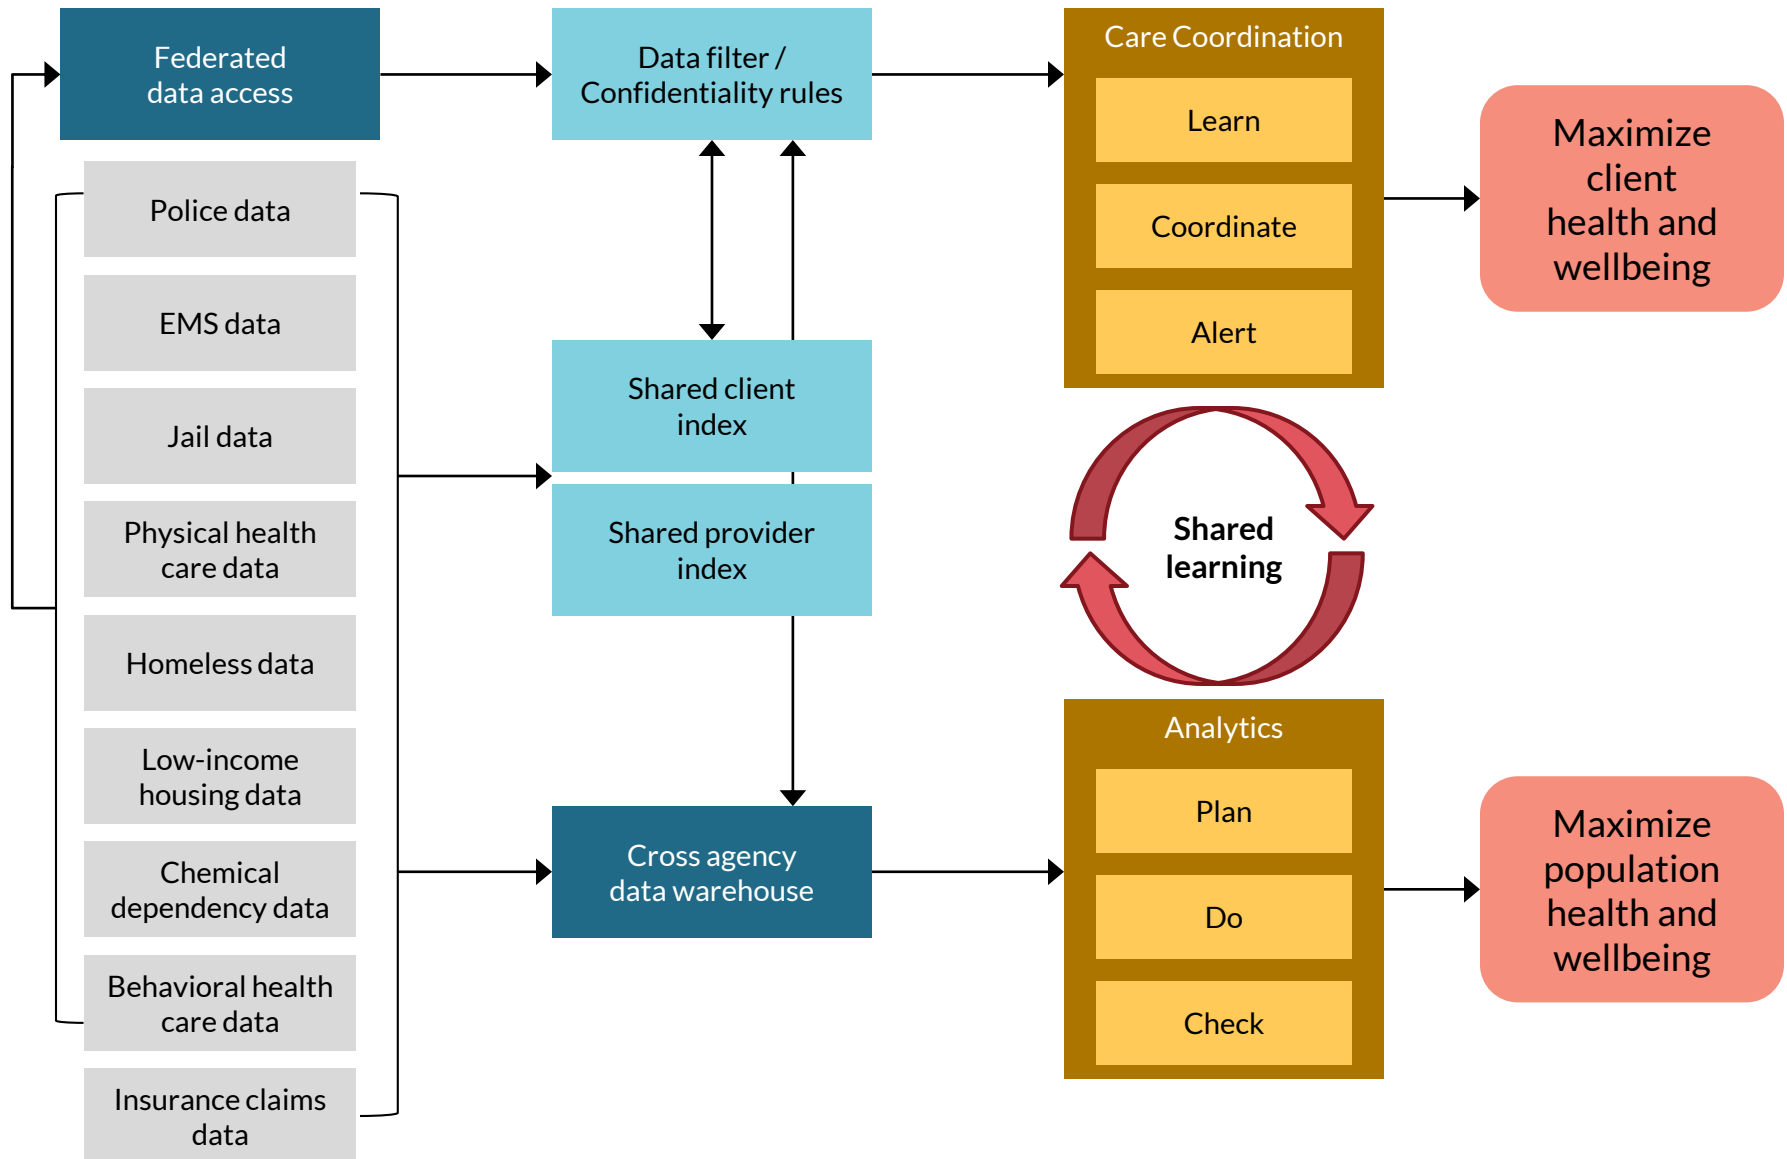 Federated
data access
Police data
EMS data
Jail data
Physical health
care data
Homeless data
Low-income
housing data
Chemical
dependency data
Behavioral health
care data
Insurance claims
data
Data filter /
Confidentiality rules
Shared client
index
Shared provider
index
Cross agency
data warehouse
Care Coordination
Learn
Coordinate
Alert
Shared
learning
Analytics
Plan
Do
Check
Maximize
client
health and
wellbeing
Maximize
population
health and
wellbeing